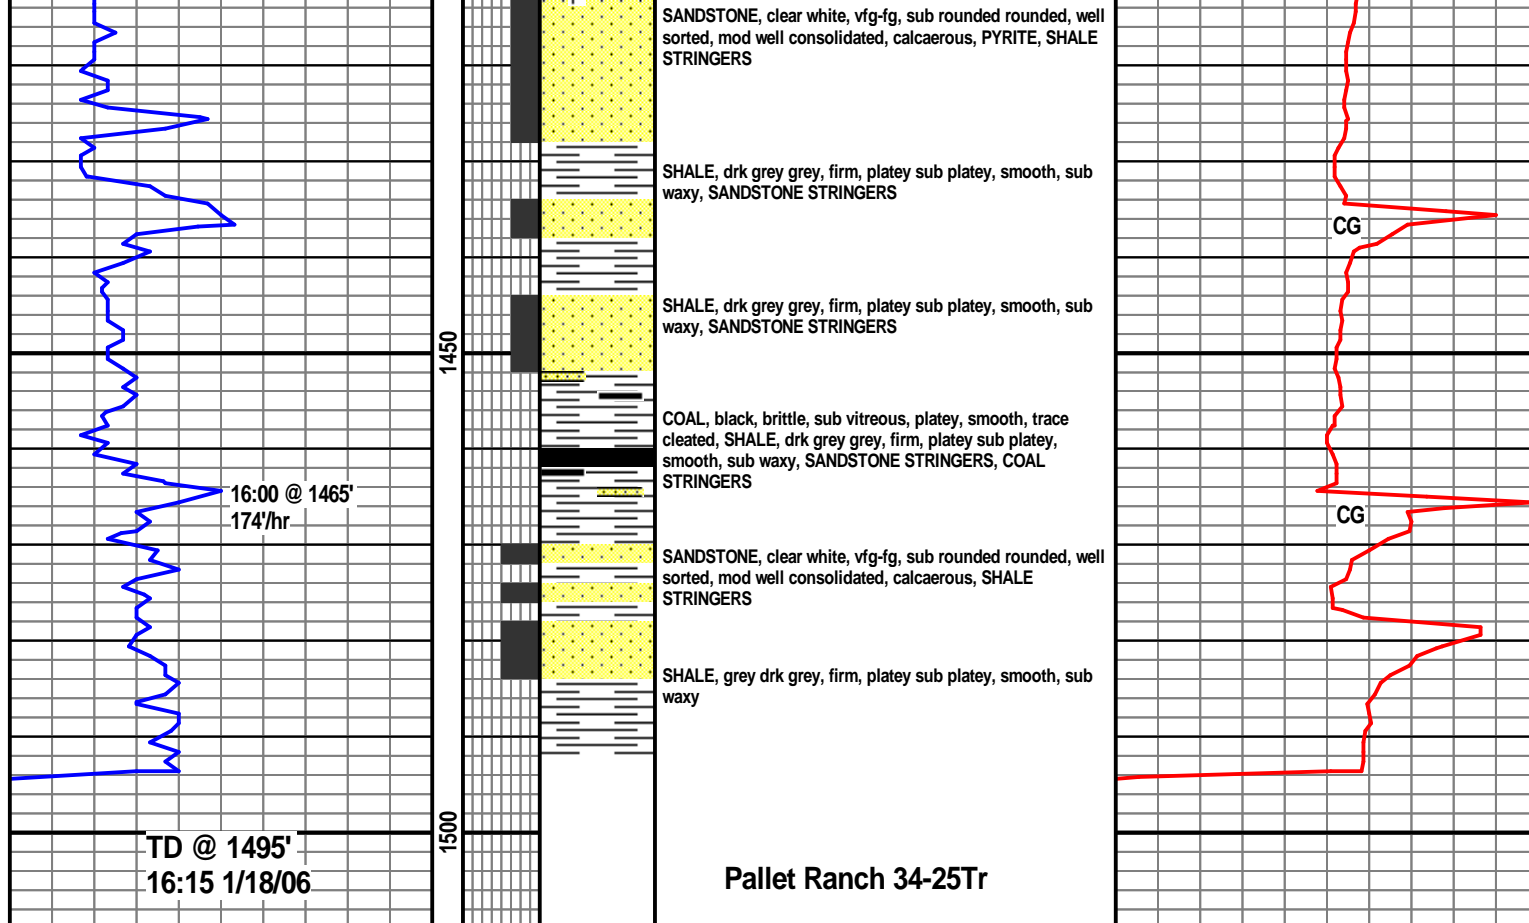 SANDSTONE, clear white, vfg-fg, sub rounded rounded, well
sorted, mod well consolidated, calcaerous, PYRITE, SHALE
STRINGERS
SHALE, drk grey grey, firm, platey sub platey, smooth, sub
waxy, SANDSTONE STRINGERS
CG
SHALE, drk grey grey, firm, platey sub platey, smooth, sub
waxy, SANDSTONE STRINGERS
1450
COAL, black, brittle, sub vitreous, platey, smooth, trace
cleated, SHALE, drk grey grey, firm, platey sub platey,
smooth, sub waxy, SANDSTONE STRINGERS, COAL
STRINGERS
16:00 @ 1465'
174'/hr
CG
SANDSTONE, clear white, vfg-fg, sub rounded rounded, well
sorted, mod well consolidated, calcaerous, SHALE
STRINGERS
SHALE, grey drk grey, firm, platey sub platey, smooth, sub
waxy
1500
TD @ 1495'
16:15 1/18/06
Pallet Ranch 34-25Tr